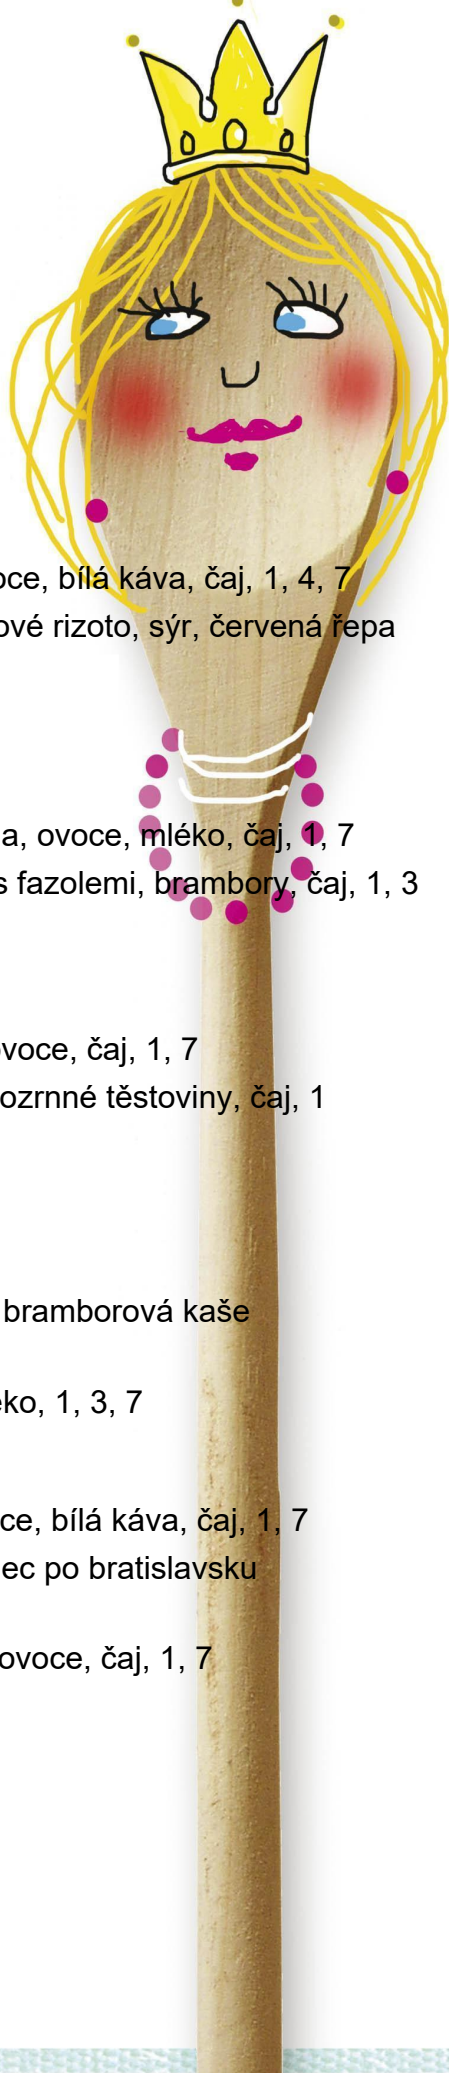 oce, bílá káva, čaj, 1, 4, 7
ové rizoto, sýr, červená řepa
a, ovoce, mléko, čaj, 1, 7
s fazolemi, brambory, čaj, 1, 3
ovoce, čaj, 1, 7
ozrnné těstoviny, čaj, 1
bramborová kaše
ko, 1, 3, 7
ce, bílá káva, čaj, 1, 7
ec po bratislavsku
ovoce, čaj, 1, 7